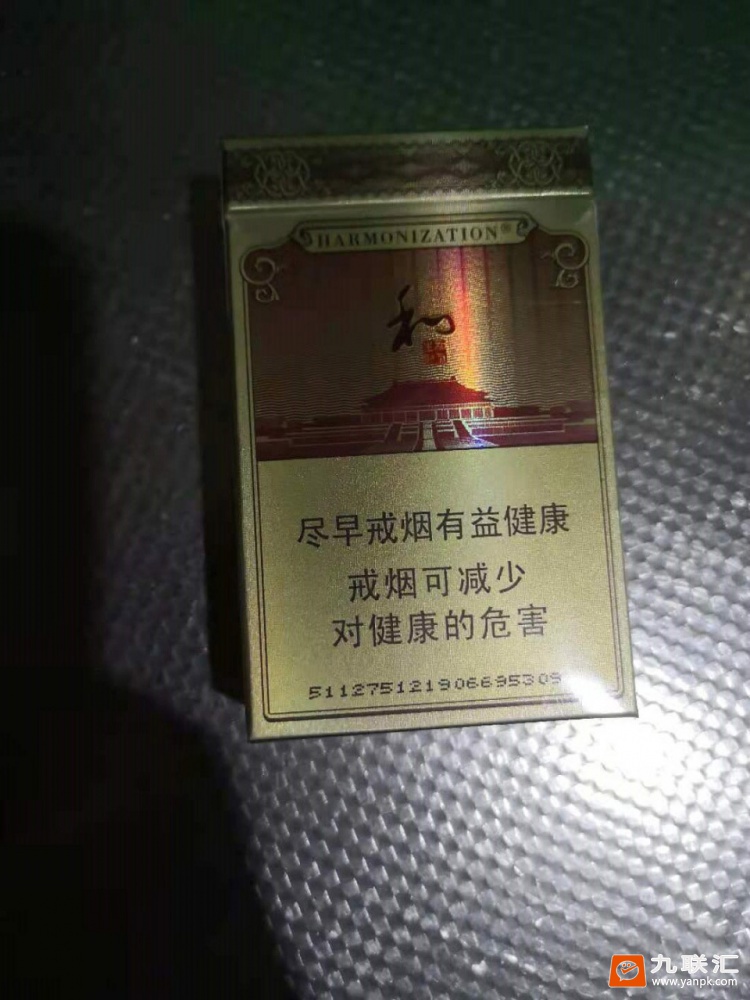 HARMONIZATION®
和
尽早戒烟有益健康
戒烟可减少
对健康的危害
511275121906695309
九联汇
www.yanpk.com